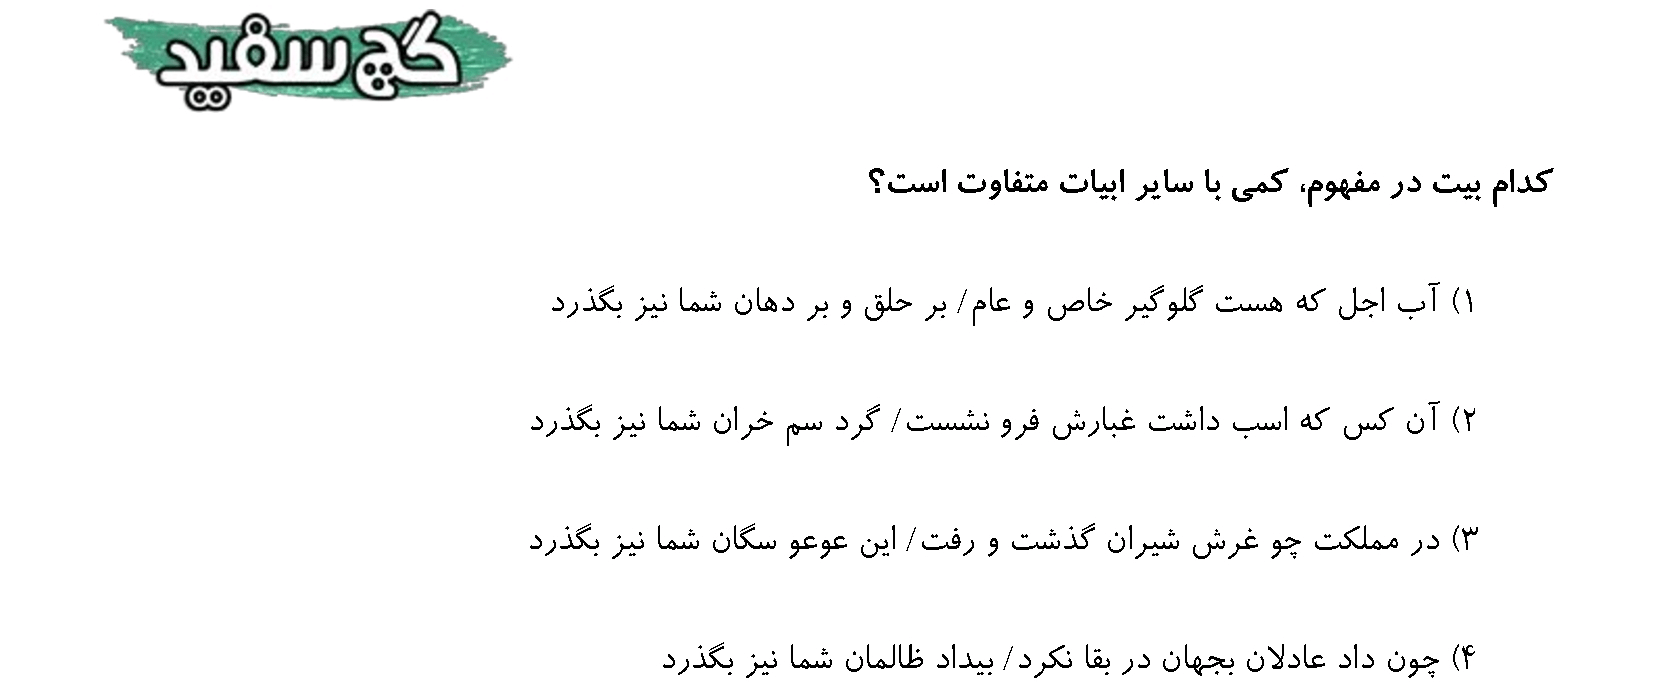 گچ سفید
کدام بیت در مفهوم، کمی با سایر ابیات متفاوت است؟
۱) آب اجل که هست گلوگیر خاص و عام/ بر حلق و بر دهان شما نیز بگذرد
۲) آن کس که اسب داشت غبارش فرو نشست/ گرد سم خران شما نیز بگذرد
۳) در مملکت چو غرش شیران گذشت و رفت/ این عوعو سگان شما نیز بگذرد
۴) چون داد عادلان بجهان در بقا نکرد/ بیداد ظالمان شما نیز بگذرد